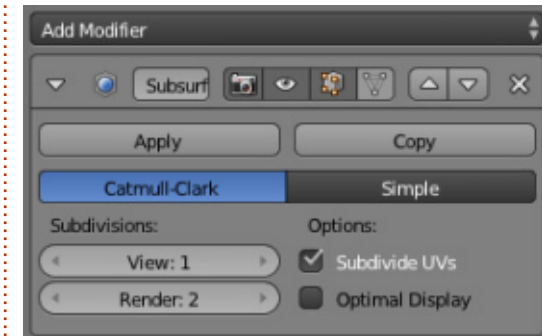 Add Modifier
Subsurf
Apply Copy
Catmull-Clark Simple
Subdivisions: Options:
View: 1 Subdivide UVs
Render: 2 Optimal Display